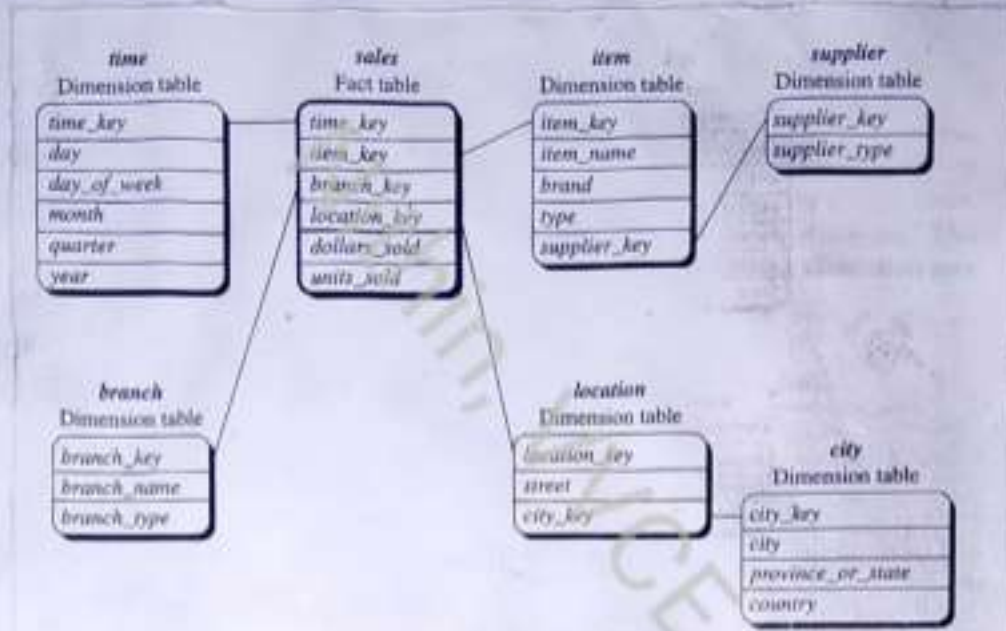 time
Dimension table
time_key
day
day_of_week
month
quarter
year
sales
Fact table
time_key
item_key
branch_key
location_key
dollars_sold
units_sold
item
Dimension table
item_key
item_name
brand
type
supplier_key
supplier
Dimension table
supplier_key
supplier_type
branch
Dimension table
branch_key
branch_name
branch_type
location
Dimension table
location_key
street
city_key
city
Dimension table
city_key
city
province_or_state
country